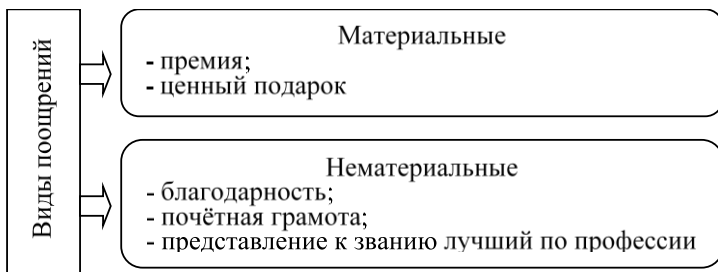 Виды поощрений
Материальные
- премия;
- ценный подарок
Нематериальные
- благодарность;
- почётная грамота;
- представление к званию лучший по профессии